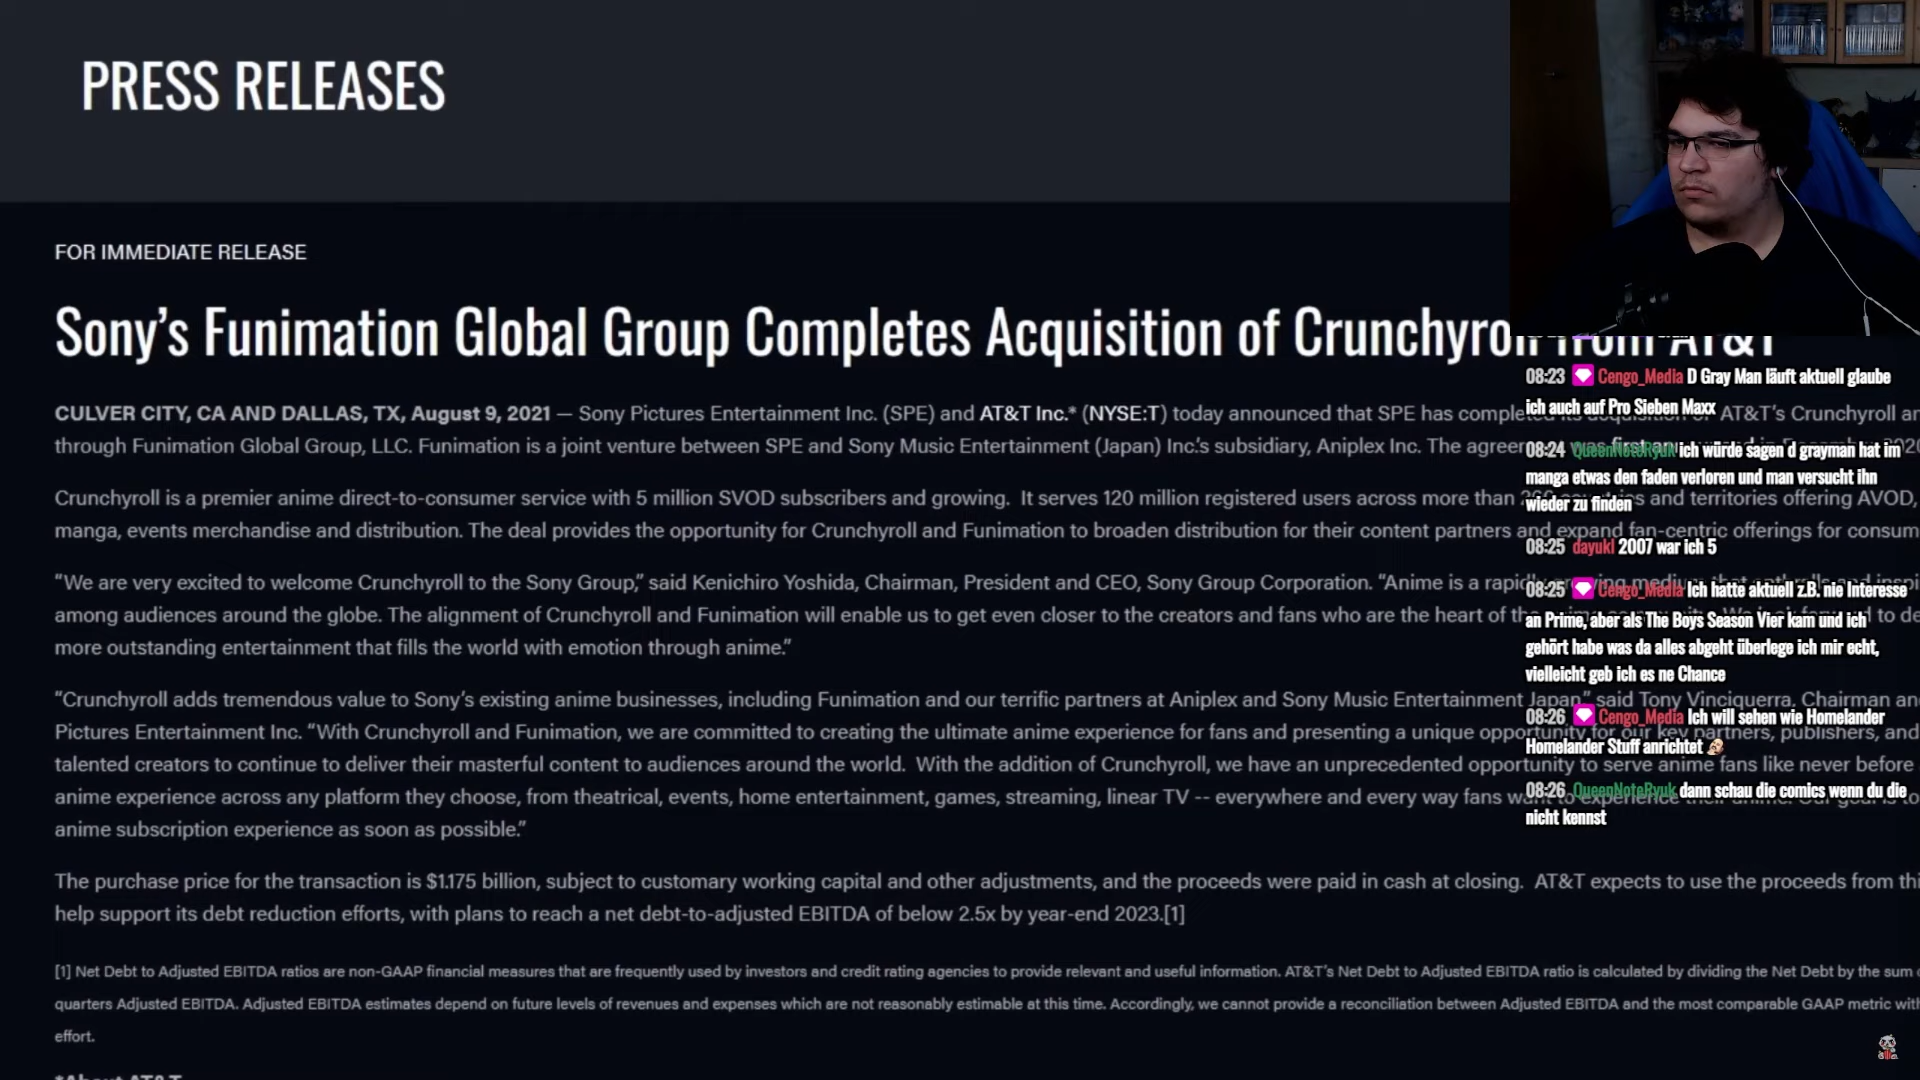 PRESS RELEASES
FOR IMMEDIATE RELEASE
Sony's Funimation Global Group Completes Acquisition of Crunchyroll from AT&T
CULVER CITY, CA AND DALLAS, TX, August 9, 2021 — Sony Pictures Entertainment Inc. (SPE) and AT&T Inc.* (NYSE:T) today announced that SPE has completed its acquisition of AT&T's Crunchyroll
through Funimation Global Group, LLC. Funimation is a joint venture between SPE and Sony Music Entertainment (Japan) Inc.'s subsidiary, Aniplex Inc. The
Crunchyroll is a premier anime direct-to-consumer service with 5 million SVOD subscribers and growing. It serves 120 million registered users across more than and territories offering AVOD,
manga, events merchandise and distribution. The deal provides the opportunity for Crunchyroll and Funimation to broaden distribution for their content partners and expand fan-centric offerings for
"We are very excited to welcome Crunchyroll to the Sony Group," said Kenichiro Yoshida, Chairman, President and CEO, Sony Group Corporation. "Anime is a
among audiences around the globe. The alignment of Crunchyroll and Funimation will enable us to get even closer to the creators and fans who are the heart of to
more outstanding entertainment that fills the world with emotion through anime."
"Crunchyroll adds tremendous value to Sony's existing anime businesses, including Funimation and our terrific partners at Aniplex and Sony Music Entertainment Japan," said Tony Vinciquerra, Chairman
Pictures Entertainment Inc. "With Crunchyroll and Funimation, we are committed to creating the ultimate anime experience for fans and presenting a unique opportunity for our key partners, publishers, and
talented creators to continue to deliver their masterful content to audiences around the world. With the addition of Crunchyroll, we have an unprecedented opportunity to serve anime fans like never before
anime experience across any platform they choose, from theatrical, events, home entertainment, games, streaming, linear TV -- everywhere and every way fans want to experience their anime. Our goal is to
anime subscription experience as soon as possible."
The purchase price for the transaction is $1.175 billion, subject to customary working capital and other adjustments, and the proceeds were paid in cash at closing. AT&T expects to use the proceeds from
help support its debt reduction efforts, with plans to reach a net debt-to-adjusted EBITDA of below 2.5x by year-end 2023.[1]
[1] Net Debt to Adjusted EBITDA ratios are non-GAAP financial measures that are frequently used by investors and credit rating agencies to provide relevant and useful information. AT&T's Net Debt to Adjusted EBITDA ratio is calculated by dividing the Net Debt by the sum
quarters Adjusted EBITDA. Adjusted EBITDA estimates depend on future levels of revenues and expenses which are not reasonably estimable at this time. Accordingly, we cannot provide a reconciliation between Adjusted EBITDA and the most comparable GAAP metric
effort.
*About AT&T
08:23 Cengo_Media D Gray Man läuft aktuell glaube
ich auch auf Pro Sieben Maxx
08:24 QueenNoteRyuk ich würde sagen d grayman hat im
manga etwas den faden verloren und man versucht ihn
wieder zu finden
08:25 dayukl 2007 war ich 5
08:25 Cengo_Media Ich hatte aktuell z.B. nie Interesse
an Prime, aber als The Boys Season Vier kam und ich
gehört habe was da alles abgeht überlege ich mir echt,
vielleicht geb ich es ne Chance
08:26 Cengo_Media Ich will sehen wie Homelander
Homelander Stuff anrichtet
08:26 QueenNoteRyuk dann schau die comics wenn du die
nicht kennst